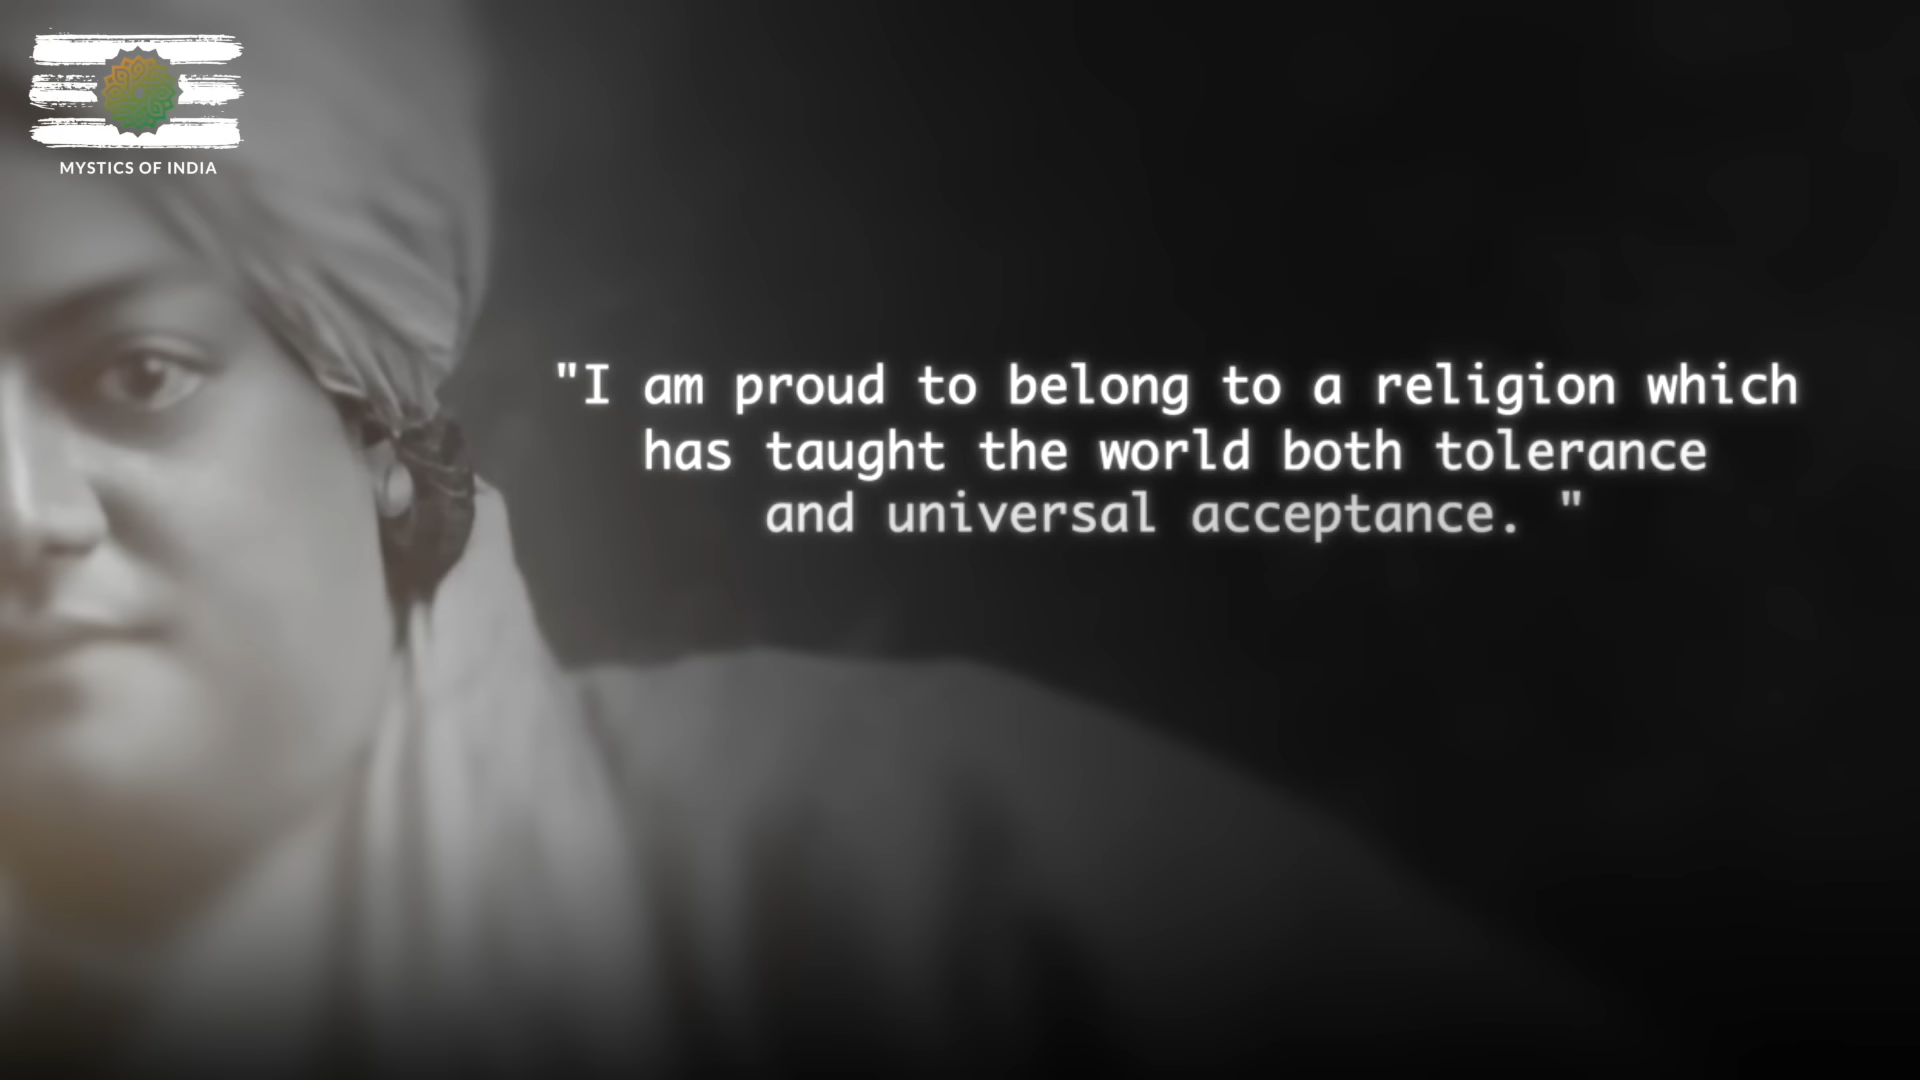 MYSTICS OF INDIA
"I am proud to belong to a religion which
has taught the world both tolerance
and universal acceptance. "